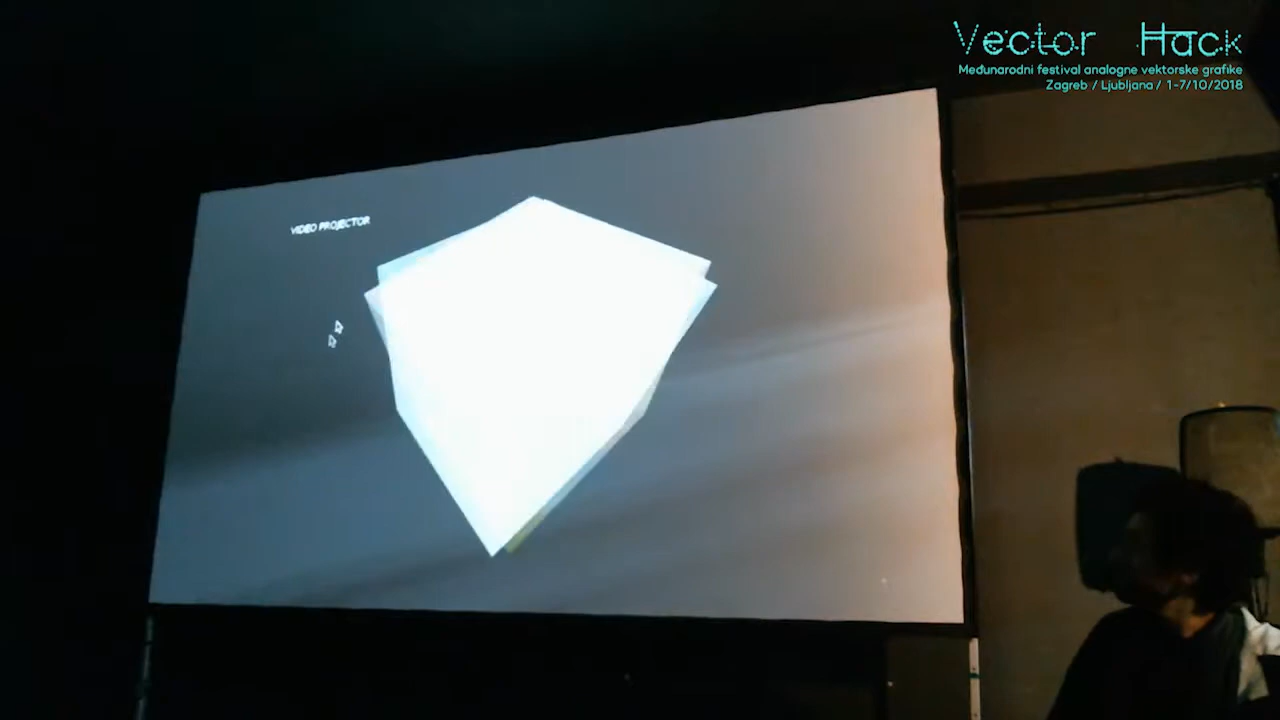 Vector Hack
Međunarodni festival analogne vektorske grafike
Zagreb / Ljubljana / 1-7/10/2018
VIDEO PROJECTOR